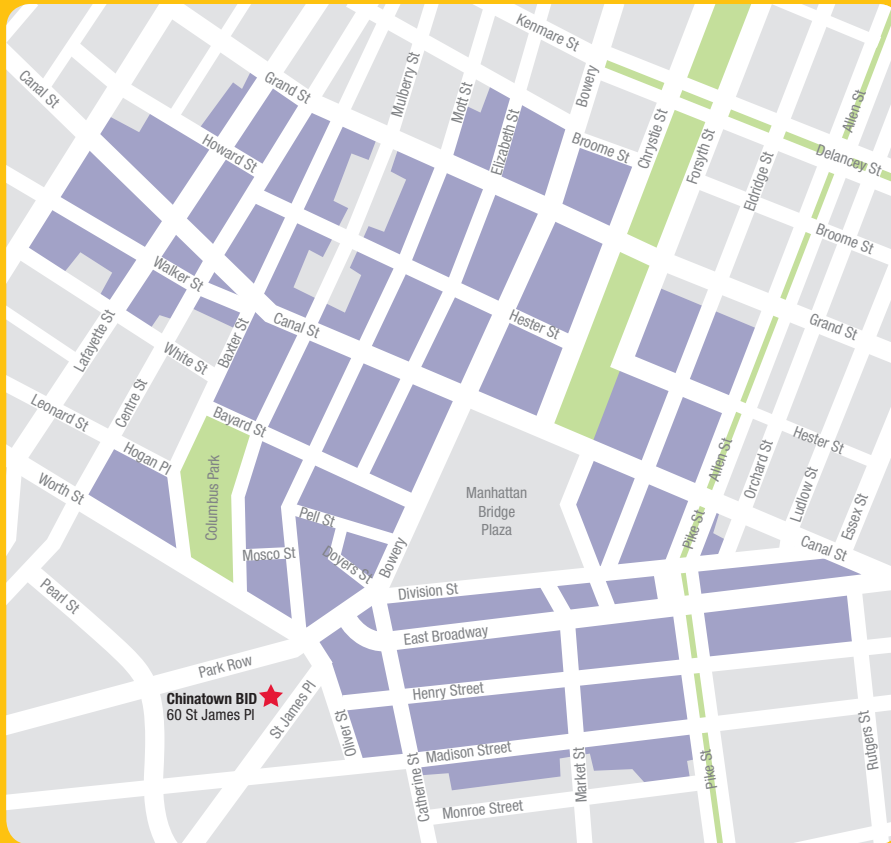 Kenmare St
Bowery
Canal St
Grand St
Mulberry St
Mott St
Elizabeth St
Broome St
Chrystie St
Forsyth St
Eldridge St
Allen St
Delancey St
Howard St
Broome St
Walker St
Hester St
Grand St
Canal St
Lafayette St
Baxter St
White St
Centre St
Leonard St
Bayard St
Hogan Pl
Columbus Park
Worth St
Manhattan
Bridge
Plaza
Hester St
Allen St
Orchard St
Ludlow St
Essex St
Pell St
Pike St
Canal St
Mosco St
Doyers St
Bowery
Pearl St
Division St
East Broadway
Park Row
Chinatown BID
60 St James Pl
St James Pl
Henry Street
Oliver St
Madison Street
Catherine St
Market St
Pike St
Rutgers St
Monroe Street